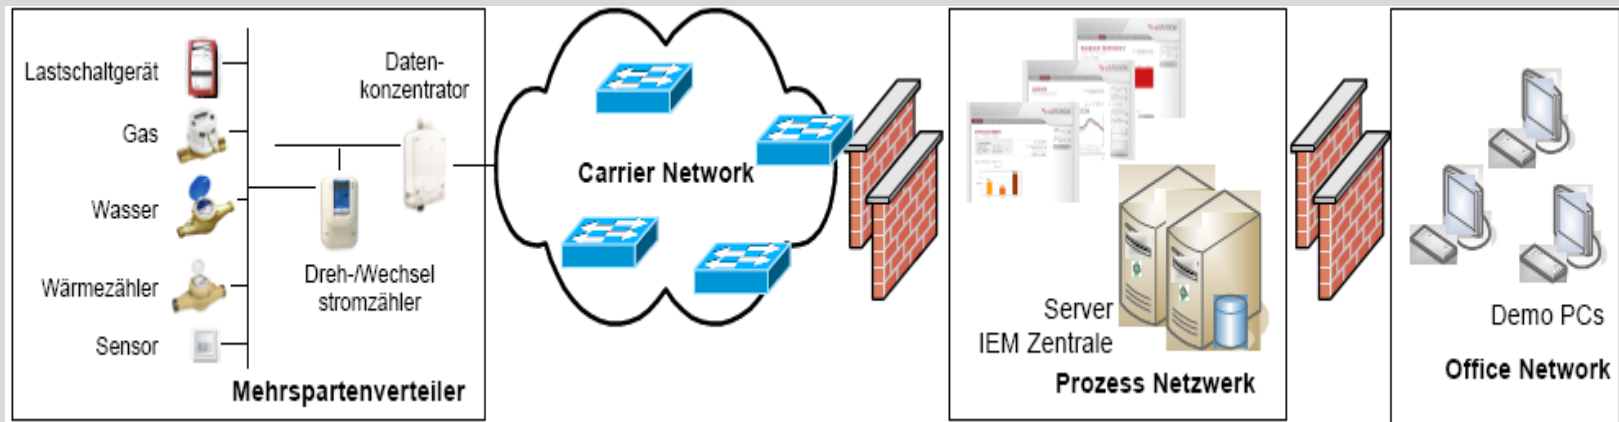 Lastschaltgerät
Gas
Wasser
Wärmezähler
Sensor
Daten-
konzentrator
Dreh-/Wechsel
stromzähler
Mehrspartenverteiler
Carrier Network
Server
IEM Zentrale
Prozess Netzwerk
Demo PCs
Office Network